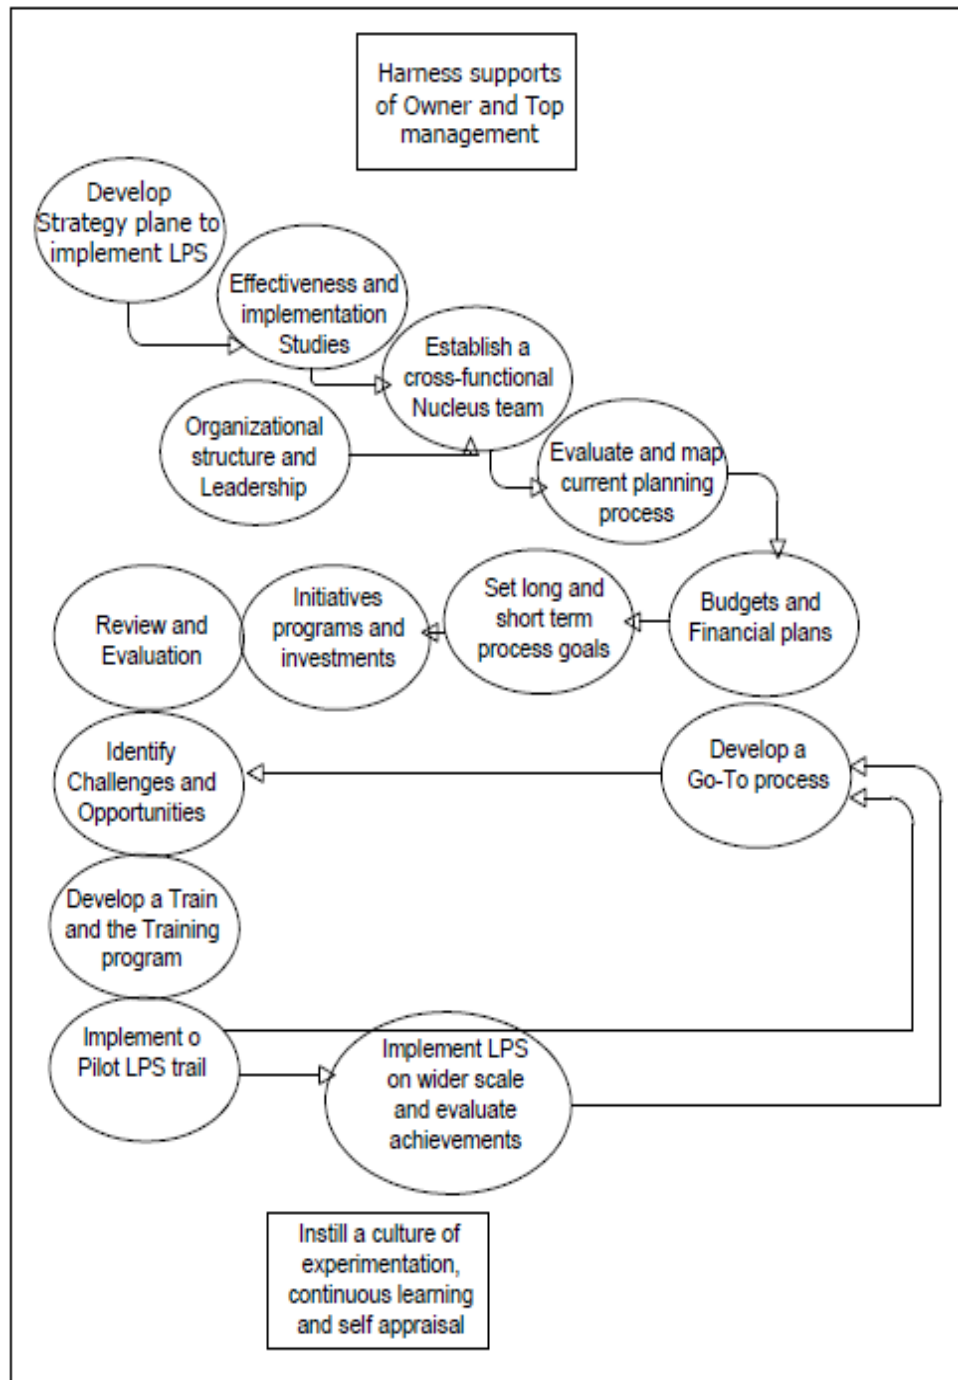 Harness supports
of Owner and Top
management
Develop
Strategy plane to
implement LPS
Effectiveness and
implementation
Studies
Establish a
cross-functional
Nucleus team
Organizational
structure and
Leadership
Evaluate and map
current planning
process
Budgets and
Financial plans
Set long and
short term
process goals
Initiatives
programs and
investments
Review and
Evaluation
Identify
Challenges and
Opportunities
Develop a
Go-To process
Develop a Train
and the Training
program
Implement o
Pilot LPS trail
Implement LPS
on wider scale
and evaluate
achievements
Instill a culture of
experimentation,
continuous learning
and self appraisal